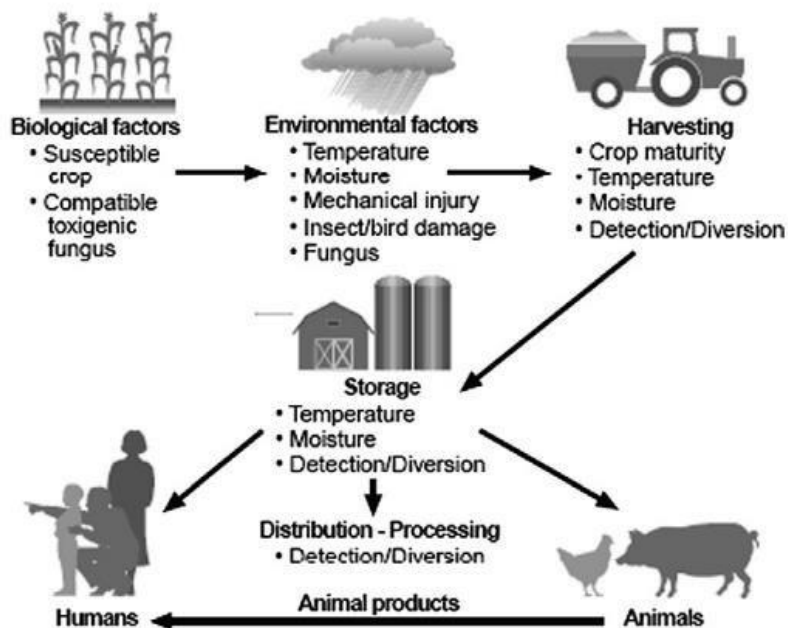 Biological factors
• Susceptible
crop
• Compatible
toxigenic
fungus
Environmental factors
• Temperature
• Moisture
• Mechanical injury
• Insect/bird damage
• Fungus
Harvesting
• Crop maturity
• Temperature
• Moisture
• Detection/Diversion
Storage
• Temperature
• Moisture
• Detection/Diversion
Distribution - Processing
• Detection/Diversion
Humans
Animal products
Animals